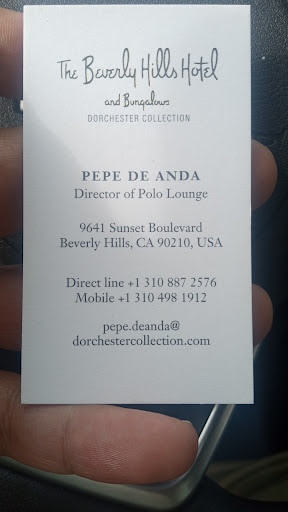 The Beverly Hills Hotel
and Bungalows
DORCHESTER COLLECTION
PEPE DE ANDA
Director of Polo Lounge
9641 Sunset Boulevard
Beverly Hills, CA 90210, USA
Direct line +1 310 887 2576
Mobile +1 310 498 1912
pepe.deanda@
dorchestercollection.com